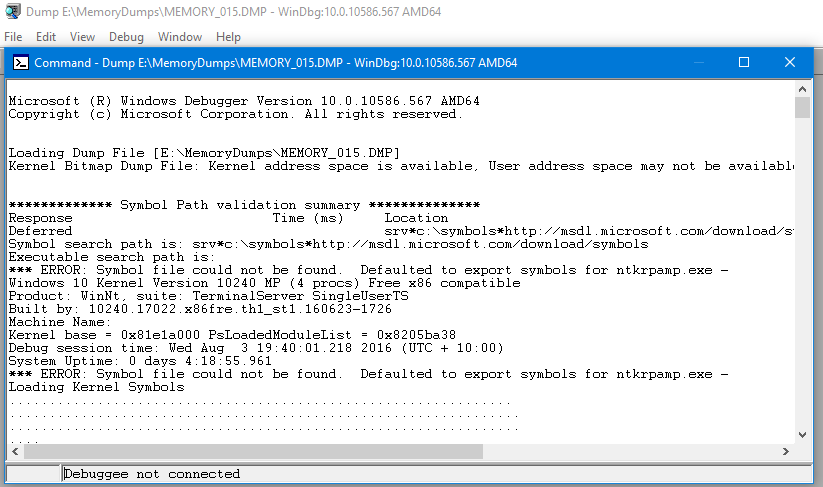 Dump E:\MemoryDumps\MEMORY_015.DMP - WinDbg:10.0.10586.567 AMD64
File Edit View Debug Window Help
Command - Dump E:\MemoryDumps\MEMORY_015.DMP - WinDbg:10.0.10586.567 AMD64
Microsoft (R) Windows Debugger Version 10.0.10586.567 AMD64
Copyright (c) Microsoft Corporation. All rights reserved.
Loading Dump File [E:\MemoryDumps\MEMORY_015.DMP]
Kernel Bitmap Dump File: Kernel address space is available, User address space may not be availabl
************* Symbol Path validation summary **************
Response Time (ms) Location
Deferred srv*c:\symbols*http://msdl.microsoft.com/download/s
Symbol search path is: srv*c:\symbols*http://msdl.microsoft.com/download/symbols
Executable search path is:
*** ERROR: Symbol file could not be found. Defaulted to export symbols for ntkrpamp.exe -
Windows 10 Kernel Version 10240 MP (4 procs) Free x86 compatible
Product: WinNt, suite: TerminalServer SingleUserTS
Built by: 10240.17022.x86fre.th1_st1.160623-1726
Machine Name:
Kernel base = 0x81e1a000 PsLoadedModuleList = 0x8205ba38
Debug session time: Wed Aug 3 19:40:01.218 2016 (UTC + 10:00)
System Uptime: 0 days 4:18:55.961
*** ERROR: Symbol file could not be found. Defaulted to export symbols for ntkrpamp.exe -
Loading Kernel Symbols
...............................................................
................................................................
................................................................
....
Debuggee not connected